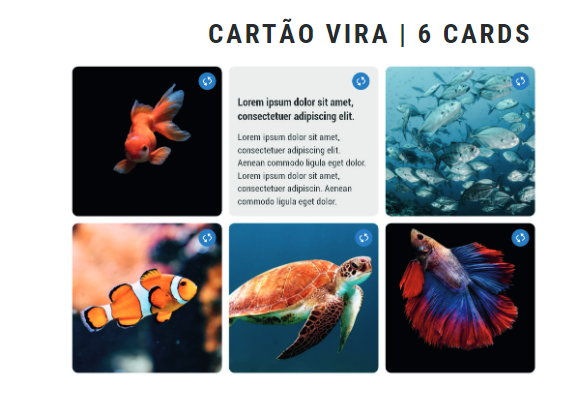 CARTÃO VIRA | 6 CARDS
Lorem ipsum dolor sit amet,
consectetuer adipiscing elit.
Lorem ipsum dolor sit amet,
consectetuer adipiscing elit.
Aenean commodo ligula eget dolor.
Lorem ipsum dolor sit amet,
consectetuer adipiscin. Aenean
commodo ligula eget dolor.